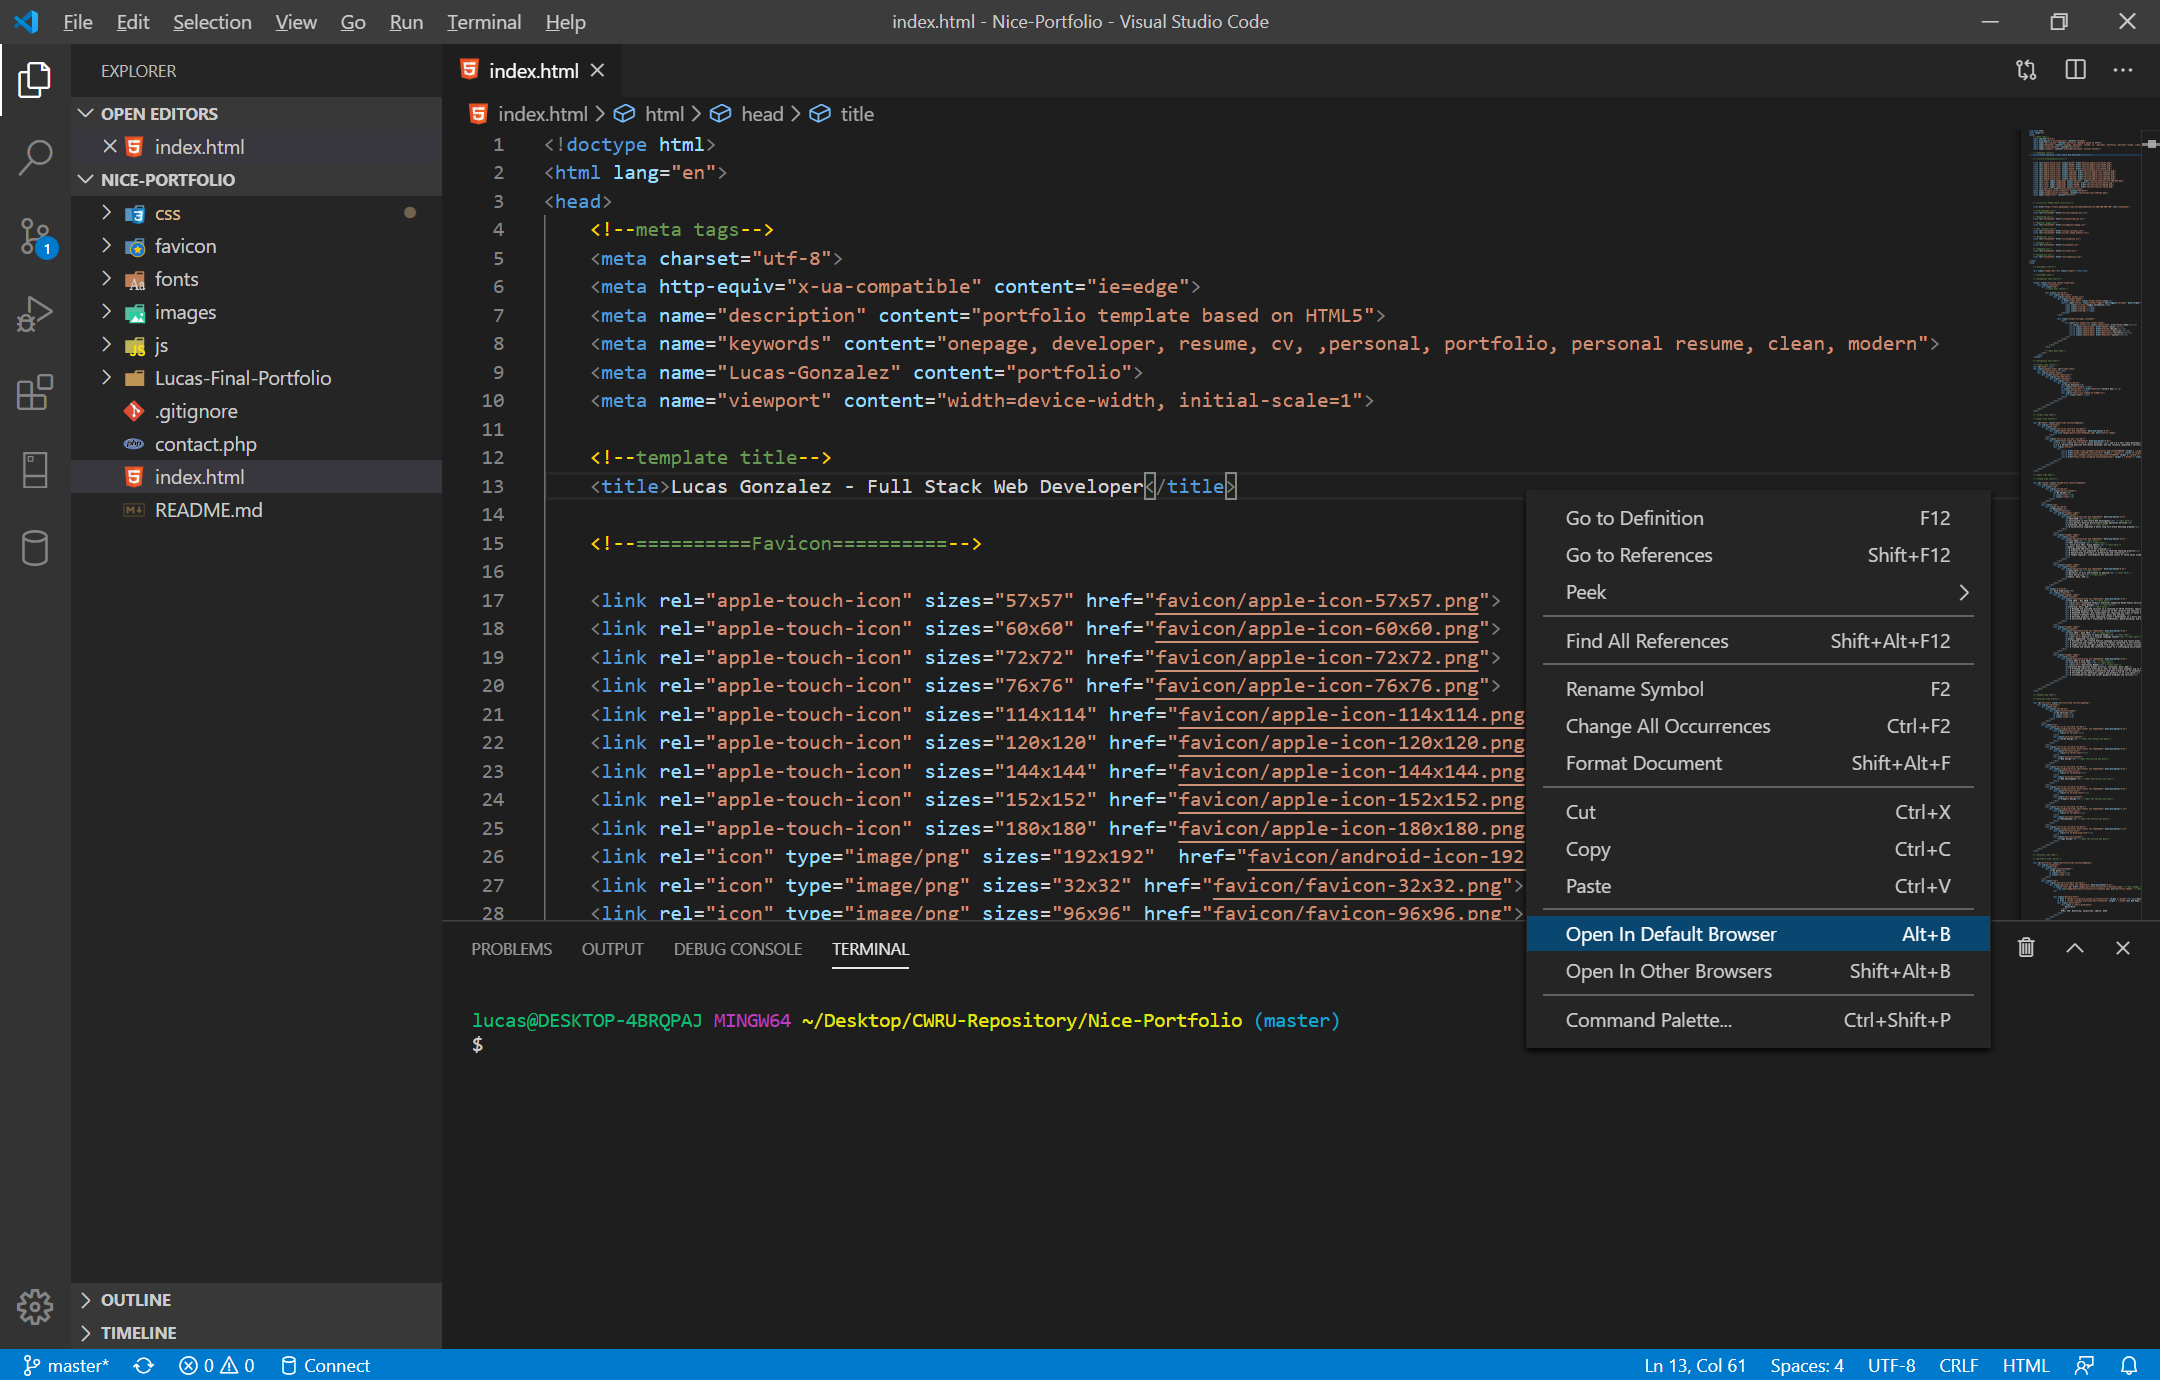 File Edit Selection View Go Run Terminal Help
index.html - Nice-Portfolio - Visual Studio Code
EXPLORER
OPEN EDITORS
index.html
NICE-PORTFOLIO
css
favicon
fonts
images
js
Lucas-Final-Portfolio
.gitignore
contact.php
index.html
README.md
OUTLINE
TIMELINE
1
index.html
index.html > html > head > title
1 <!doctype html>
2 <html lang="en">
3 <head>
4 <!--meta tags-->
5 <meta charset="utf-8">
6 <meta http-equiv="x-ua-compatible" content="ie=edge">
7 <meta name="description" content="portfolio template based on HTML5">
8 <meta name="keywords" content="onepage, developer, resume, cv, ,personal, portfolio, personal resume, clean, modern">
9 <meta name="Lucas-Gonzalez" content="portfolio">
10 <meta name="viewport" content="width=device-width, initial-scale=1">
11
12 <!--template title-->
13 <title>Lucas Gonzalez - Full Stack Web Developer</title>
14
15 <!--==========Favicon==========-->
16
17 <link rel="apple-touch-icon" sizes="57x57" href="favicon/apple-icon-57x57.png">
18 <link rel="apple-touch-icon" sizes="60x60" href="favicon/apple-icon-60x60.png">
19 <link rel="apple-touch-icon" sizes="72x72" href="favicon/apple-icon-72x72.png">
20 <link rel="apple-touch-icon" sizes="76x76" href="favicon/apple-icon-76x76.png">
21 <link rel="apple-touch-icon" sizes="114x114" href="favicon/apple-icon-114x114.png
22 <link rel="apple-touch-icon" sizes="120x120" href="favicon/apple-icon-120x120.png
23 <link rel="apple-touch-icon" sizes="144x144" href="favicon/apple-icon-144x144.png
24 <link rel="apple-touch-icon" sizes="152x152" href="favicon/apple-icon-152x152.png
25 <link rel="apple-touch-icon" sizes="180x180" href="favicon/apple-icon-180x180.png
26 <link rel="icon" type="image/png" sizes="192x192"  href="favicon/android-icon-192
27 <link rel="icon" type="image/png" sizes="32x32" href="favicon/favicon-32x32.png">
28 <link rel="icon" type="image/png" sizes="96x96" href="favicon/favicon-96x96.png">
Go to Definition F12
Go to References Shift+F12
Peek
Find All References Shift+Alt+F12
Rename Symbol F2
Change All Occurrences Ctrl+F2
Format Document Shift+Alt+F
Cut Ctrl+X
Copy Ctrl+C
Paste Ctrl+V
Open In Default Browser Alt+B
Open In Other Browsers Shift+Alt+B
Command Palette... Ctrl+Shift+P
PROBLEMS OUTPUT DEBUG CONSOLE TERMINAL
lucas@DESKTOP-4BRQPAJ MINGW64 ~/Desktop/CWRU-Repository/Nice-Portfolio (master)
$
master* 0 0 Connect
Ln 13, Col 61 Spaces: 4 UTF-8 CRLF HTML